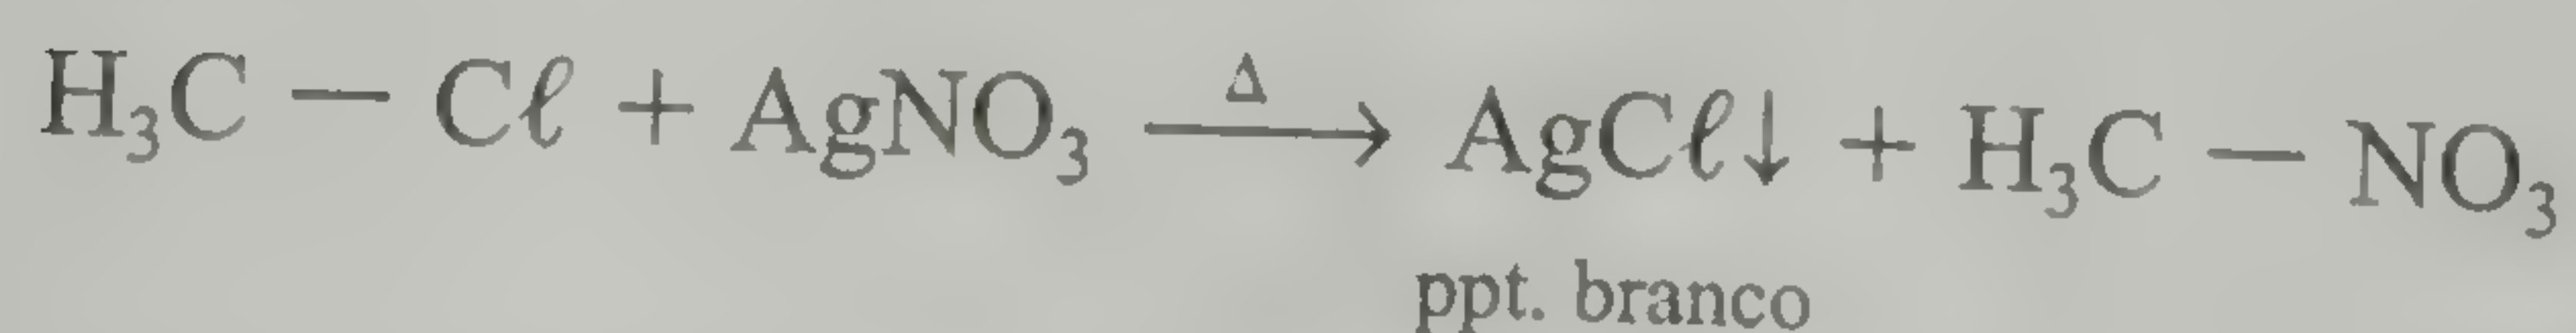 H₃C — Cℓ + AgNO₃ —Δ→ AgCℓ↓ + H₃C — NO₃
ppt. branco